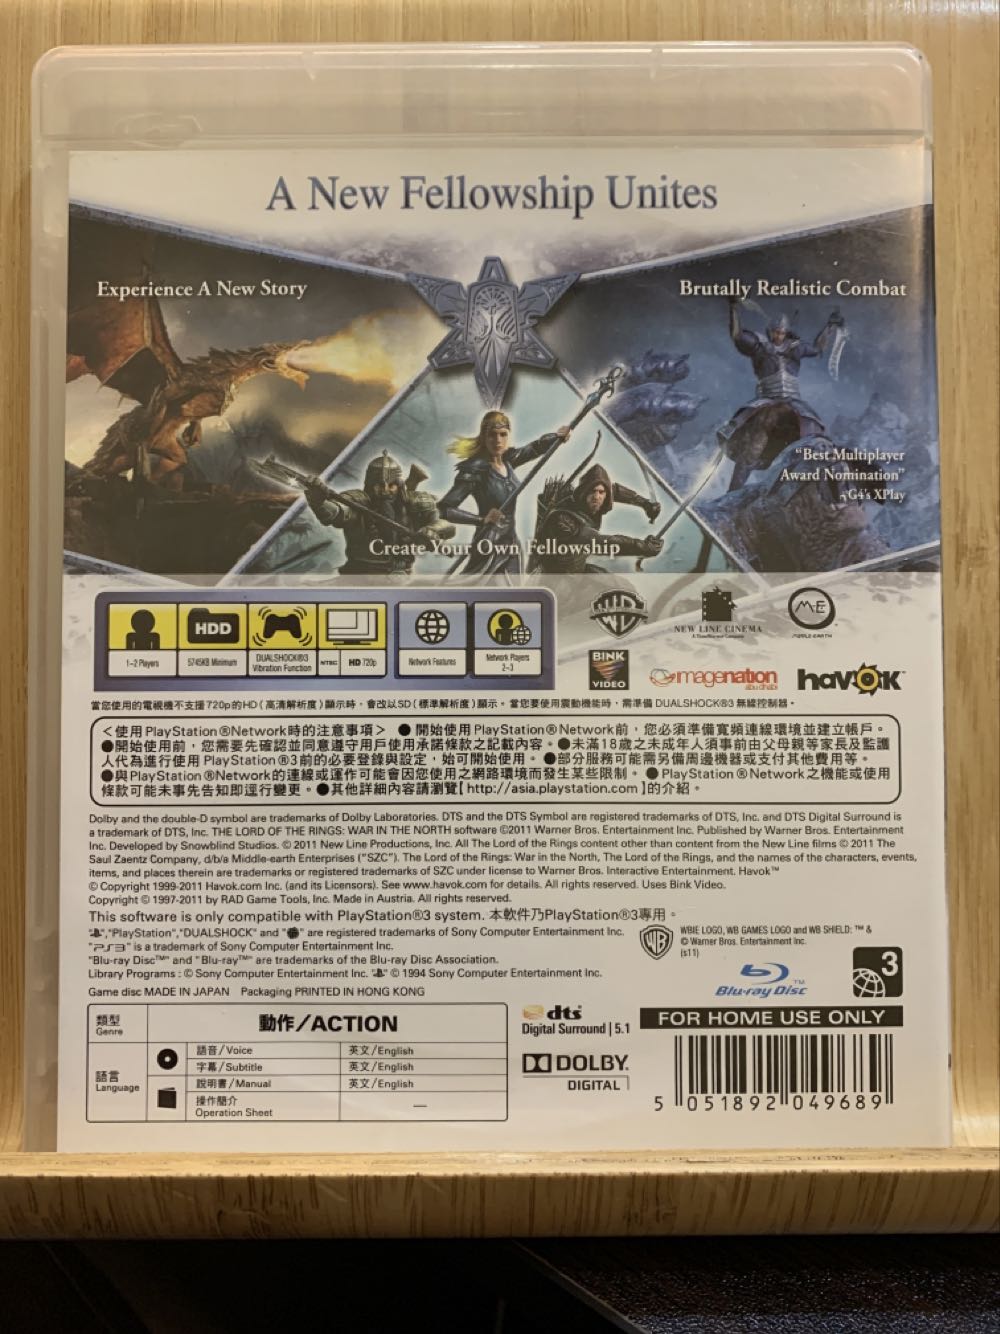 A New Fellowship Unites
Experience A New Story
Brutally Realistic Combat
"Best Multiplayer
Award Nomination"
-G4's XPlay
Create Your Own Fellowship
1-2 Players
HDD
5745KB Minimum
DUALSHOCK®3
Vibration Function
NTSC
HD 720p
Network Features
Network Players
2-3
WB
NEW LINE CINEMA
A TimeWarner Company
ME
MIDDLE-EARTH
BINK
VIDEO
imagenation
abu dhabi
havok™
當您使用的電視機不支援720p的HD(高清解析度)顯示時,會改以SD(標準解析度)顯示。當您要使用震動機能時,需準備 DUALSHOCK®3 無線控制器。
<使用 PlayStation®Network時的注意事項> ●開始使用 PlayStation®Network前,您必須準備寬頻連線環境並建立帳戶。
●開始使用前,您需要先確認並同意遵守用戶使用承諾條款之記載內容。●未滿18歲之未成年人須事前由父母親等家長及監護
人代為進行使用 PlayStation®3前的必要登錄與設定,始可開始使用。●部分服務可能需另備周邊機器或支付其他費用等。
●與PlayStation®Network的連線或運作可能會因您使用之網路環境而發生某些限制。●PlayStation®Network之機能或使用
條款可能未事先告知即逕行變更。●其他詳細內容請瀏覽【http://asia.playstation.com】的介紹。
Dolby and the double-D symbol are trademarks of Dolby Laboratories. DTS and the DTS Symbol are registered trademarks of DTS, Inc. and DTS Digital Surround is
a trademark of DTS, Inc. THE LORD OF THE RINGS: WAR IN THE NORTH software ©2011 Warner Bros. Entertainment Inc. Published by Warner Bros. Entertainment
Inc. Developed by Snowblind Studios. © 2011 New Line Productions, Inc. All The Lord of the Rings content other than content from the New Line films © 2011 The
Saul Zaentz Company, d/b/a Middle-earth Enterprises ("SZC"). The Lord of the Rings: War in the North, The Lord of the Rings, and the names of the characters, events,
items, and places therein are trademarks or registered trademarks of SZC under license to Warner Bros. Interactive Entertainment. Havok™
© Copyright 1999-2011 Havok.com Inc. (and its Licensors). See www.havok.com for details. All rights reserved. Uses Bink Video.
Copyright © 1997-2011 by RAD Game Tools, Inc. Made in Austria. All rights reserved.
This software is only compatible with PlayStation®3 system. 本軟件乃PlayStation®3專用。
"PlayStation","DUALSHOCK" and " " are registered trademarks of Sony Computer Entertainment Inc.
"PS3" is a trademark of Sony Computer Entertainment Inc.
"Blu-ray Disc™" and "Blu-ray™" are trademarks of the Blu-ray Disc Association.
Library Programs : © Sony Computer Entertainment Inc. © 1994 Sony Computer Entertainment Inc.
WB
WBIE LOGO, WB GAMES LOGO and WB SHIELD: ™ &
© Warner Bros. Entertainment Inc.
(s11)
Blu-ray Disc™
3
Game disc MADE IN JAPAN Packaging PRINTED IN HONG KONG
類型
Genre
動作/ACTION
語言
Language
語音/Voice
英文/English
字幕/Subtitle
英文/English
說明書/Manual
英文/English
操作簡介
Operation Sheet
—
dts
Digital Surround | 5.1
DOLBY
DIGITAL
FOR HOME USE ONLY
5 051892 049689